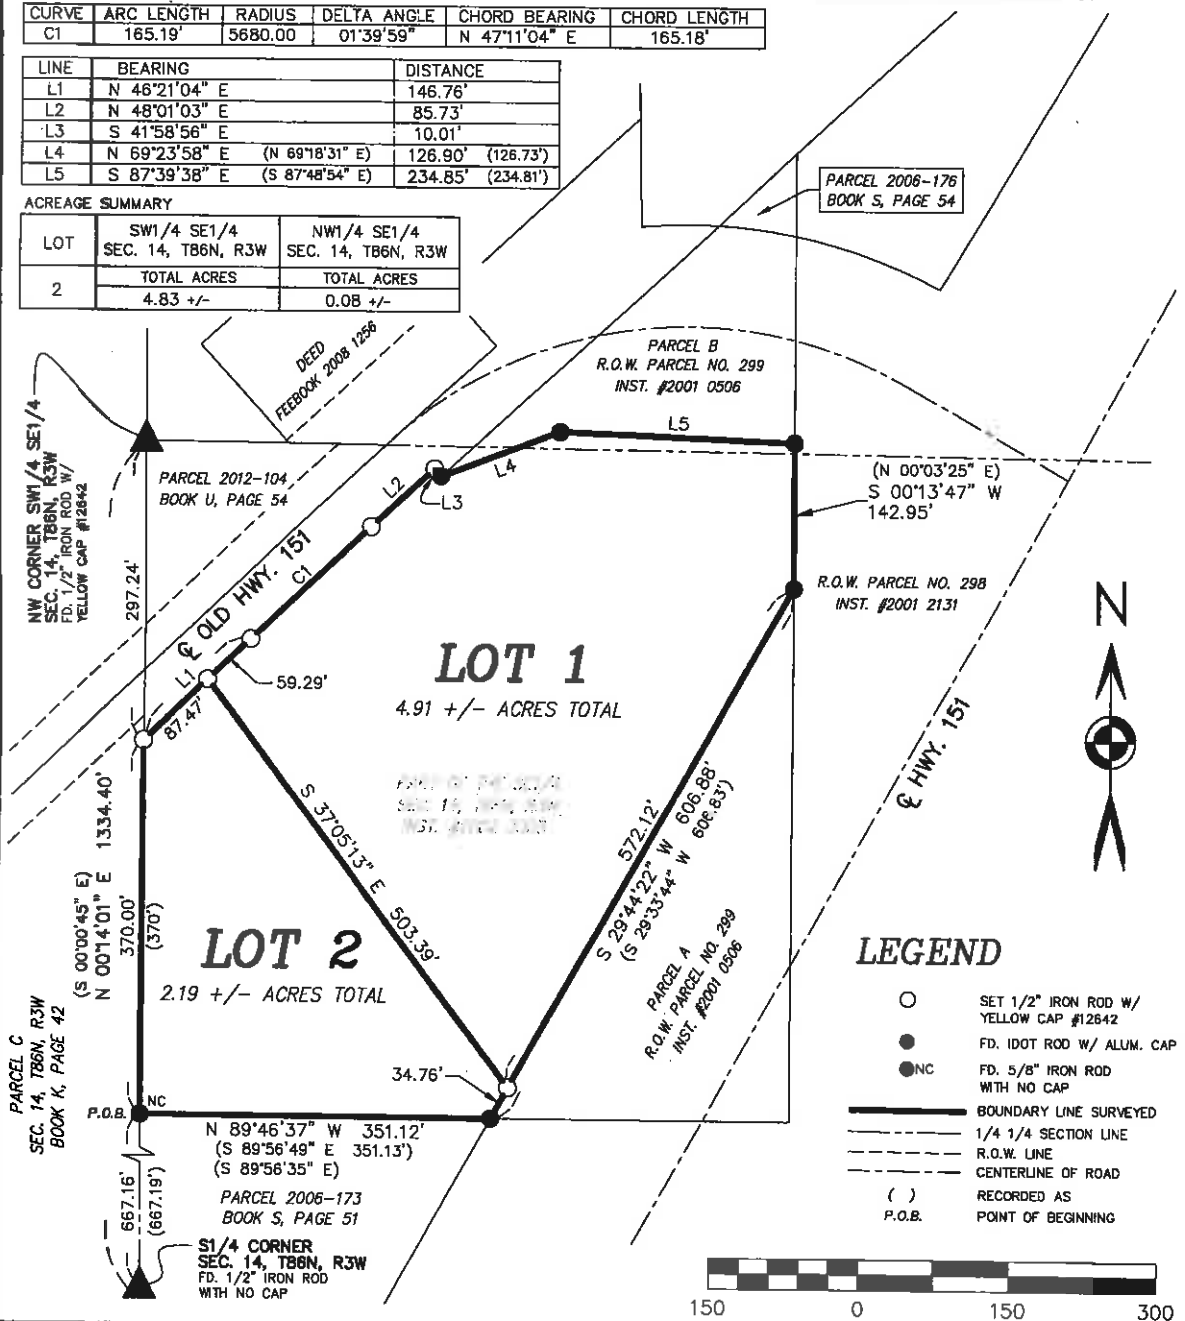 CURVE ARC LENGTH RADIUS DELTA ANGLE CHORD BEARING CHORD LENGTH
C1 165.19' 5680.00 01°39'59" N 47°11'04" E 165.18'
LINE BEARING DISTANCE
L1 N 46°21'04" E 146.76'
L2 N 48°01'03" E 85.73'
L3 S 41°58'56" E 10.01'
L4 N 69°23'58" E (N 69°18'31" E) 126.90' (126.73')
L5 S 87°39'38" E (S 87°48'54" E) 234.85' (234.81')
ACREAGE SUMMARY
LOT SW1/4 SE1/4 NW1/4 SE1/4
SEC. 14, T86N, R3W SEC. 14, T86N, R3W
2 TOTAL ACRES TOTAL ACRES
4.83 +/- 0.08 +/-
PARCEL 2006-176
BOOK S, PAGE 54
DEED
FEEBOOK 2008 1256
PARCEL B
R.O.W. PARCEL NO. 299
INST. #2001 0506
NW CORNER SW1/4 SE1/4
SEC. 14, T86N, R3W
FD. 1/2" IRON ROD W/
YELLOW CAP #12642
PARCEL 2012-104
BOOK U, PAGE 54
L5
L4
L2
L3
(N 00°03'25" E)
S 00°13'47" W
142.95'
297.24'
℄ OLD HWY. 151
C1
R.O.W. PARCEL NO. 298
INST. #2001 2131
N
L1
87.47'
59.29'
LOT 1
4.91 +/- ACRES TOTAL
℄ HWY. 151
S 37°05'13" E 503.39'
572.12'
S 29°44'22" W 606.88'
(S 29°33'44" W 606.83')
(S 00°00'45" E)
N 00°14'01" E 1334.40'
370.00'
(370')
LOT 2
2.19 +/- ACRES TOTAL
PARCEL A
R.O.W. PARCEL NO. 299
INST. #2001 0506
PARCEL C
SEC. 14, T86N, R3W
BOOK K, PAGE 42
34.76'
P.O.B.
NC
N 89°46'37" W 351.12'
(S 89°56'49" E 351.13')
(S 89°56'35" E)
PARCEL 2006-173
BOOK S, PAGE 51
667.16'
(667.19')
S1/4 CORNER
SEC. 14, T86N, R3W
FD. 1/2" IRON ROD
WITH NO CAP
LEGEND
SET 1/2" IRON ROD W/
YELLOW CAP #12642
FD. IDOT ROD W/ ALUM. CAP
NC FD. 5/8" IRON ROD
WITH NO CAP
BOUNDARY LINE SURVEYED
1/4 1/4 SECTION LINE
R.O.W. LINE
CENTERLINE OF ROAD
( ) RECORDED AS
P.O.B. POINT OF BEGINNING
150 0 150 300